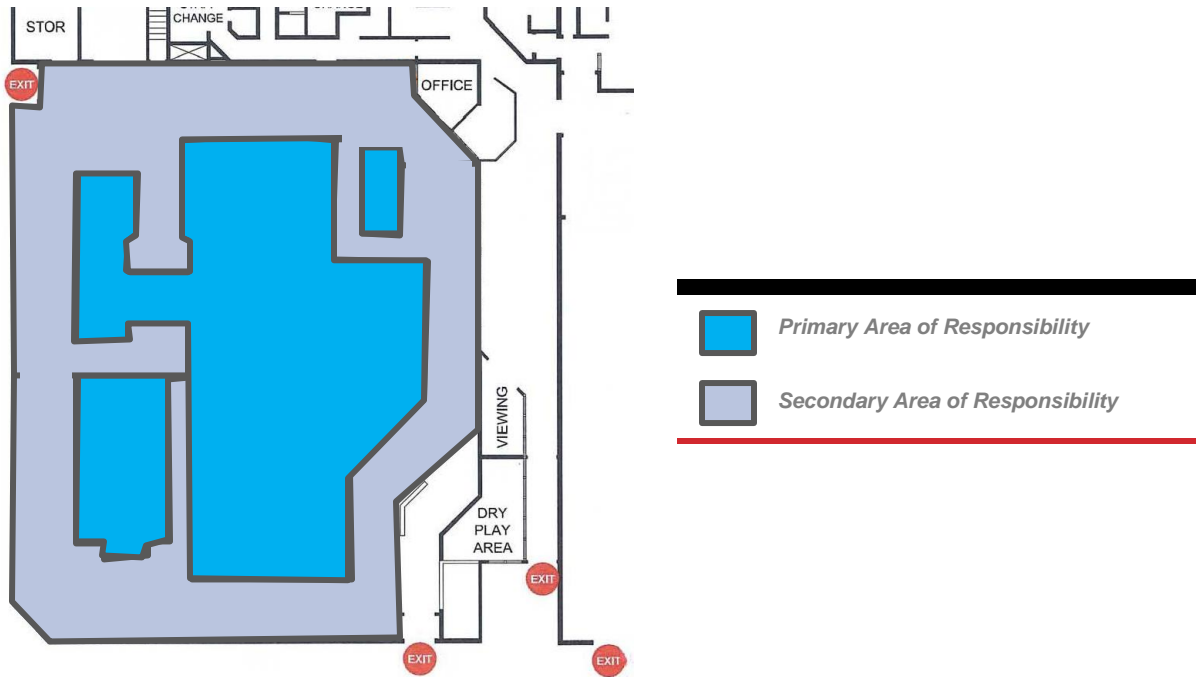 STOR
CHANGE
EXIT
OFFICE
VIEWING
DRY
PLAY
AREA
EXIT
EXIT
EXIT
Primary Area of Responsibility
Secondary Area of Responsibility